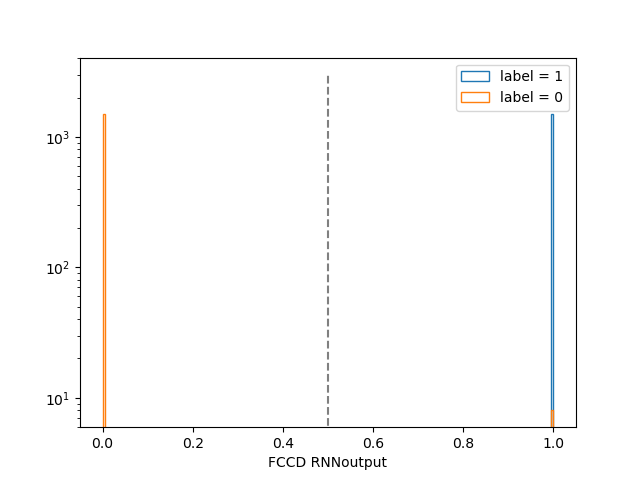 label = 1
label = 0
10³
10²
10¹
0.0 0.2 0.4 0.6 0.8 1.0
FCCD RNNoutput